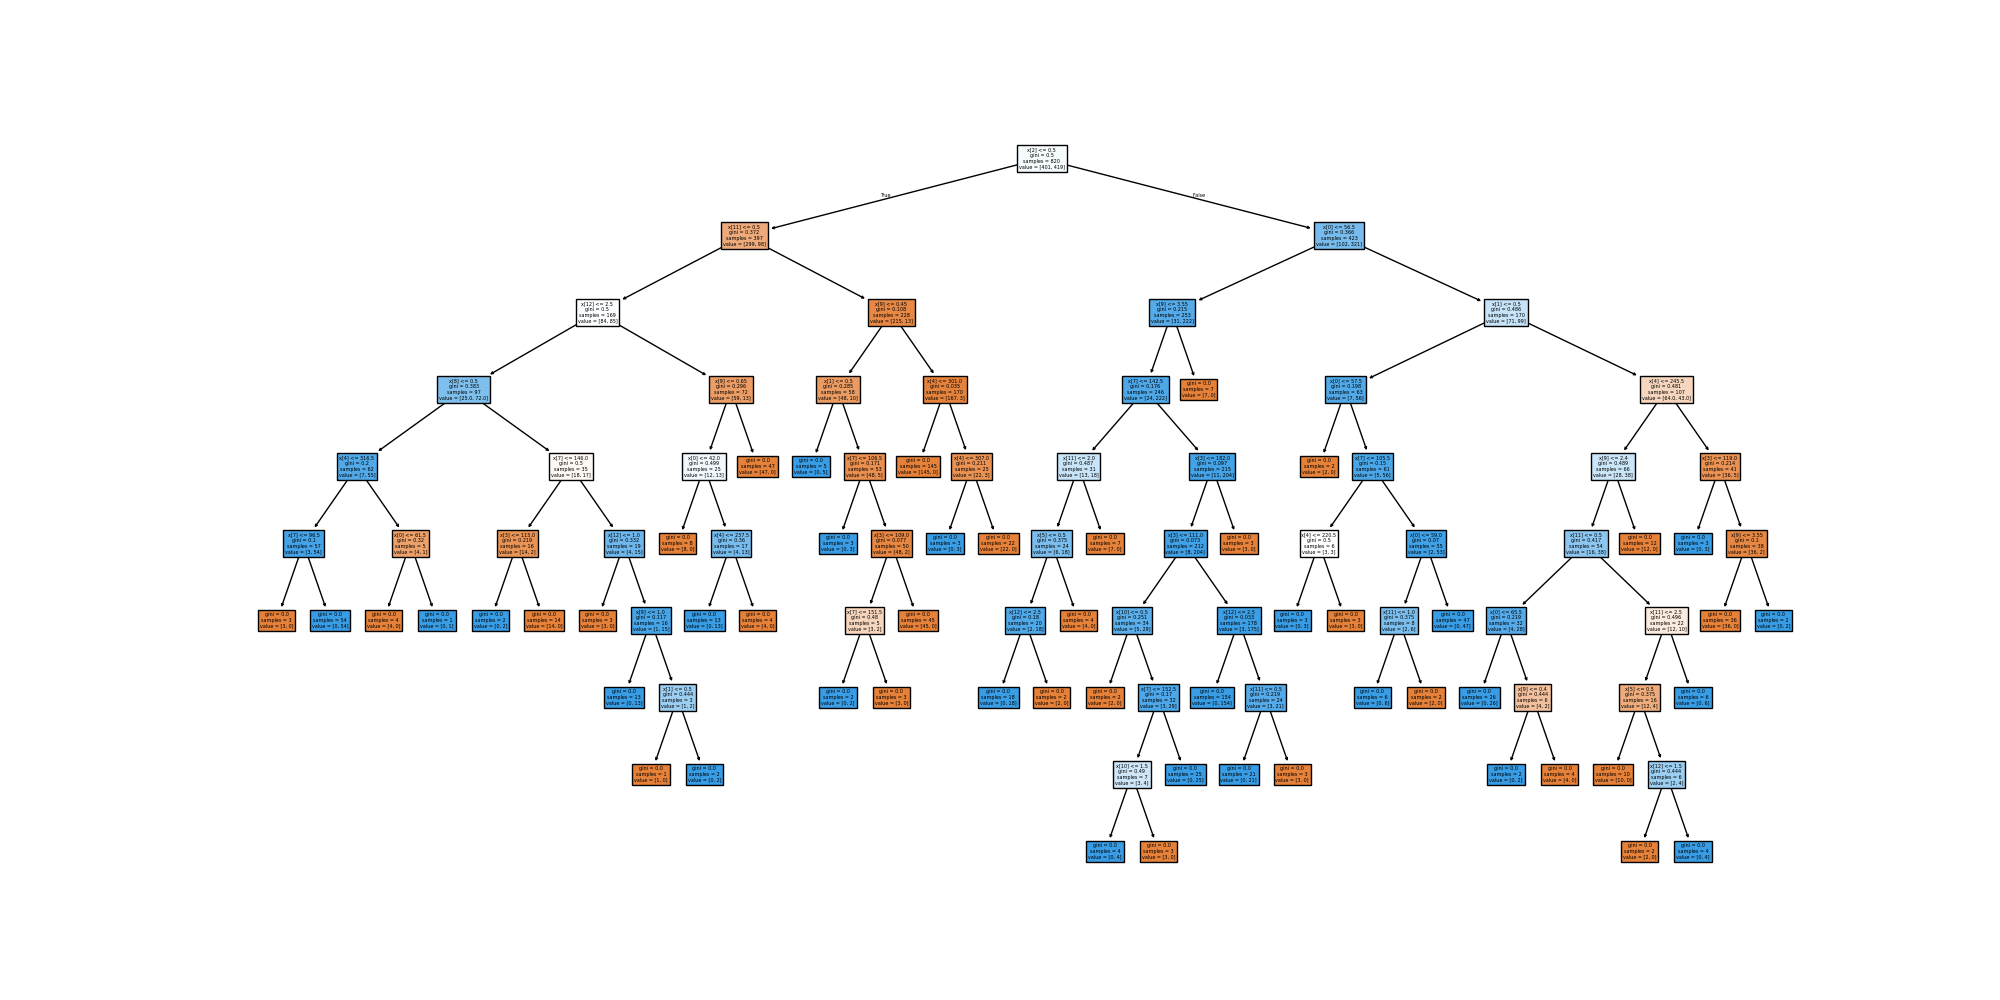 x[2] <= 0.5
gini = 0.5
samples = 820
value = [401, 419]
True
False
x[11] <= 0.5
gini = 0.372
samples = 397
value = [299, 98]
x[0] <= 56.5
gini = 0.366
samples = 423
value = [102, 321]
x[12] <= 2.5
gini = 0.5
samples = 169
value = [84, 85]
x[9] <= 0.45
gini = 0.108
samples = 228
value = [215, 13]
x[9] <= 3.55
gini = 0.215
samples = 253
value = [31, 222]
x[1] <= 0.5
gini = 0.486
samples = 170
value = [71, 99]
x[8] <= 0.5
gini = 0.383
samples = 97
value = [25.0, 72.0]
x[9] <= 0.65
gini = 0.296
samples = 72
value = [59, 13]
x[1] <= 0.5
gini = 0.285
samples = 58
value = [48, 10]
x[4] <= 301.0
gini = 0.035
samples = 170
value = [167, 3]
x[7] <= 142.5
gini = 0.176
samples = 246
value = [24, 222]
gini = 0.0
samples = 7
value = [7, 0]
x[0] <= 57.5
gini = 0.198
samples = 63
value = [7, 56]
x[4] <= 245.5
gini = 0.481
samples = 107
value = [64.0, 43.0]
x[4] <= 316.5
gini = 0.2
samples = 62
value = [7, 55]
x[7] <= 146.0
gini = 0.5
samples = 35
value = [18, 17]
x[0] <= 42.0
gini = 0.499
samples = 25
value = [12, 13]
gini = 0.0
samples = 47
value = [47, 0]
gini = 0.0
samples = 5
value = [0, 5]
x[7] <= 106.5
gini = 0.171
samples = 53
value = [48, 5]
gini = 0.0
samples = 145
value = [145, 0]
x[4] <= 307.0
gini = 0.211
samples = 25
value = [22, 3]
x[11] <= 2.0
gini = 0.487
samples = 31
value = [13, 18]
x[3] <= 182.0
gini = 0.097
samples = 215
value = [11, 204]
gini = 0.0
samples = 2
value = [2, 0]
x[7] <= 105.5
gini = 0.15
samples = 61
value = [5, 56]
x[9] <= 2.4
gini = 0.489
samples = 66
value = [28, 38]
x[3] <= 119.0
gini = 0.214
samples = 41
value = [36, 5]
x[7] <= 96.5
gini = 0.1
samples = 57
value = [3, 54]
x[0] <= 61.5
gini = 0.32
samples = 5
value = [4, 1]
x[3] <= 115.0
gini = 0.219
samples = 16
value = [14, 2]
x[12] <= 1.0
gini = 0.332
samples = 19
value = [4, 15]
gini = 0.0
samples = 8
value = [8, 0]
x[4] <= 237.5
gini = 0.36
samples = 17
value = [4, 13]
gini = 0.0
samples = 3
value = [0, 3]
x[3] <= 109.0
gini = 0.077
samples = 50
value = [48, 2]
gini = 0.0
samples = 3
value = [0, 3]
gini = 0.0
samples = 22
value = [22, 0]
x[5] <= 0.5
gini = 0.375
samples = 24
value = [6, 18]
gini = 0.0
samples = 7
value = [7, 0]
x[3] <= 111.0
gini = 0.073
samples = 212
value = [8, 204]
gini = 0.0
samples = 3
value = [3, 0]
x[4] <= 220.5
gini = 0.5
samples = 6
value = [3, 3]
x[0] <= 59.0
gini = 0.07
samples = 55
value = [2, 53]
x[11] <= 0.5
gini = 0.417
samples = 54
value = [16, 38]
gini = 0.0
samples = 12
value = [12, 0]
gini = 0.0
samples = 3
value = [0, 3]
x[9] <= 3.55
gini = 0.1
samples = 38
value = [36, 2]
gini = 0.0
samples = 3
value = [3, 0]
gini = 0.0
samples = 54
value = [0, 54]
gini = 0.0
samples = 4
value = [4, 0]
gini = 0.0
samples = 1
value = [0, 1]
gini = 0.0
samples = 2
value = [0, 2]
gini = 0.0
samples = 14
value = [14, 0]
gini = 0.0
samples = 3
value = [3, 0]
x[9] <= 1.0
gini = 0.117
samples = 16
value = [1, 15]
gini = 0.0
samples = 13
value = [0, 13]
gini = 0.0
samples = 4
value = [4, 0]
x[7] <= 151.5
gini = 0.48
samples = 5
value = [3, 2]
gini = 0.0
samples = 45
value = [45, 0]
x[12] <= 2.5
gini = 0.18
samples = 20
value = [2, 18]
gini = 0.0
samples = 4
value = [4, 0]
x[10] <= 0.5
gini = 0.251
samples = 34
value = [5, 29]
x[12] <= 2.5
gini = 0.033
samples = 178
value = [3, 175]
gini = 0.0
samples = 3
value = [0, 3]
gini = 0.0
samples = 3
value = [3, 0]
x[11] <= 1.0
gini = 0.375
samples = 8
value = [2, 6]
gini = 0.0
samples = 47
value = [0, 47]
x[0] <= 65.5
gini = 0.219
samples = 32
value = [4, 28]
x[11] <= 2.5
gini = 0.496
samples = 22
value = [12, 10]
gini = 0.0
samples = 36
value = [36, 0]
gini = 0.0
samples = 2
value = [0, 2]
gini = 0.0
samples = 13
value = [0, 13]
x[1] <= 0.5
gini = 0.444
samples = 3
value = [1, 2]
gini = 0.0
samples = 2
value = [0, 2]
gini = 0.0
samples = 3
value = [3, 0]
gini = 0.0
samples = 18
value = [0, 18]
gini = 0.0
samples = 2
value = [2, 0]
gini = 0.0
samples = 2
value = [2, 0]
x[7] <= 152.5
gini = 0.17
samples = 32
value = [3, 29]
gini = 0.0
samples = 154
value = [0, 154]
x[11] <= 0.5
gini = 0.219
samples = 24
value = [3, 21]
gini = 0.0
samples = 6
value = [0, 6]
gini = 0.0
samples = 2
value = [2, 0]
gini = 0.0
samples = 26
value = [0, 26]
x[9] <= 0.4
gini = 0.444
samples = 6
value = [4, 2]
x[5] <= 0.5
gini = 0.375
samples = 16
value = [12, 4]
gini = 0.0
samples = 6
value = [0, 6]
gini = 0.0
samples = 1
value = [1, 0]
gini = 0.0
samples = 2
value = [0, 2]
x[10] <= 1.5
gini = 0.49
samples = 7
value = [3, 4]
gini = 0.0
samples = 25
value = [0, 25]
gini = 0.0
samples = 21
value = [0, 21]
gini = 0.0
samples = 3
value = [3, 0]
gini = 0.0
samples = 2
value = [0, 2]
gini = 0.0
samples = 4
value = [4, 0]
gini = 0.0
samples = 10
value = [10, 0]
x[12] <= 1.5
gini = 0.444
samples = 6
value = [2, 4]
gini = 0.0
samples = 4
value = [0, 4]
gini = 0.0
samples = 3
value = [3, 0]
gini = 0.0
samples = 2
value = [2, 0]
gini = 0.0
samples = 4
value = [0, 4]